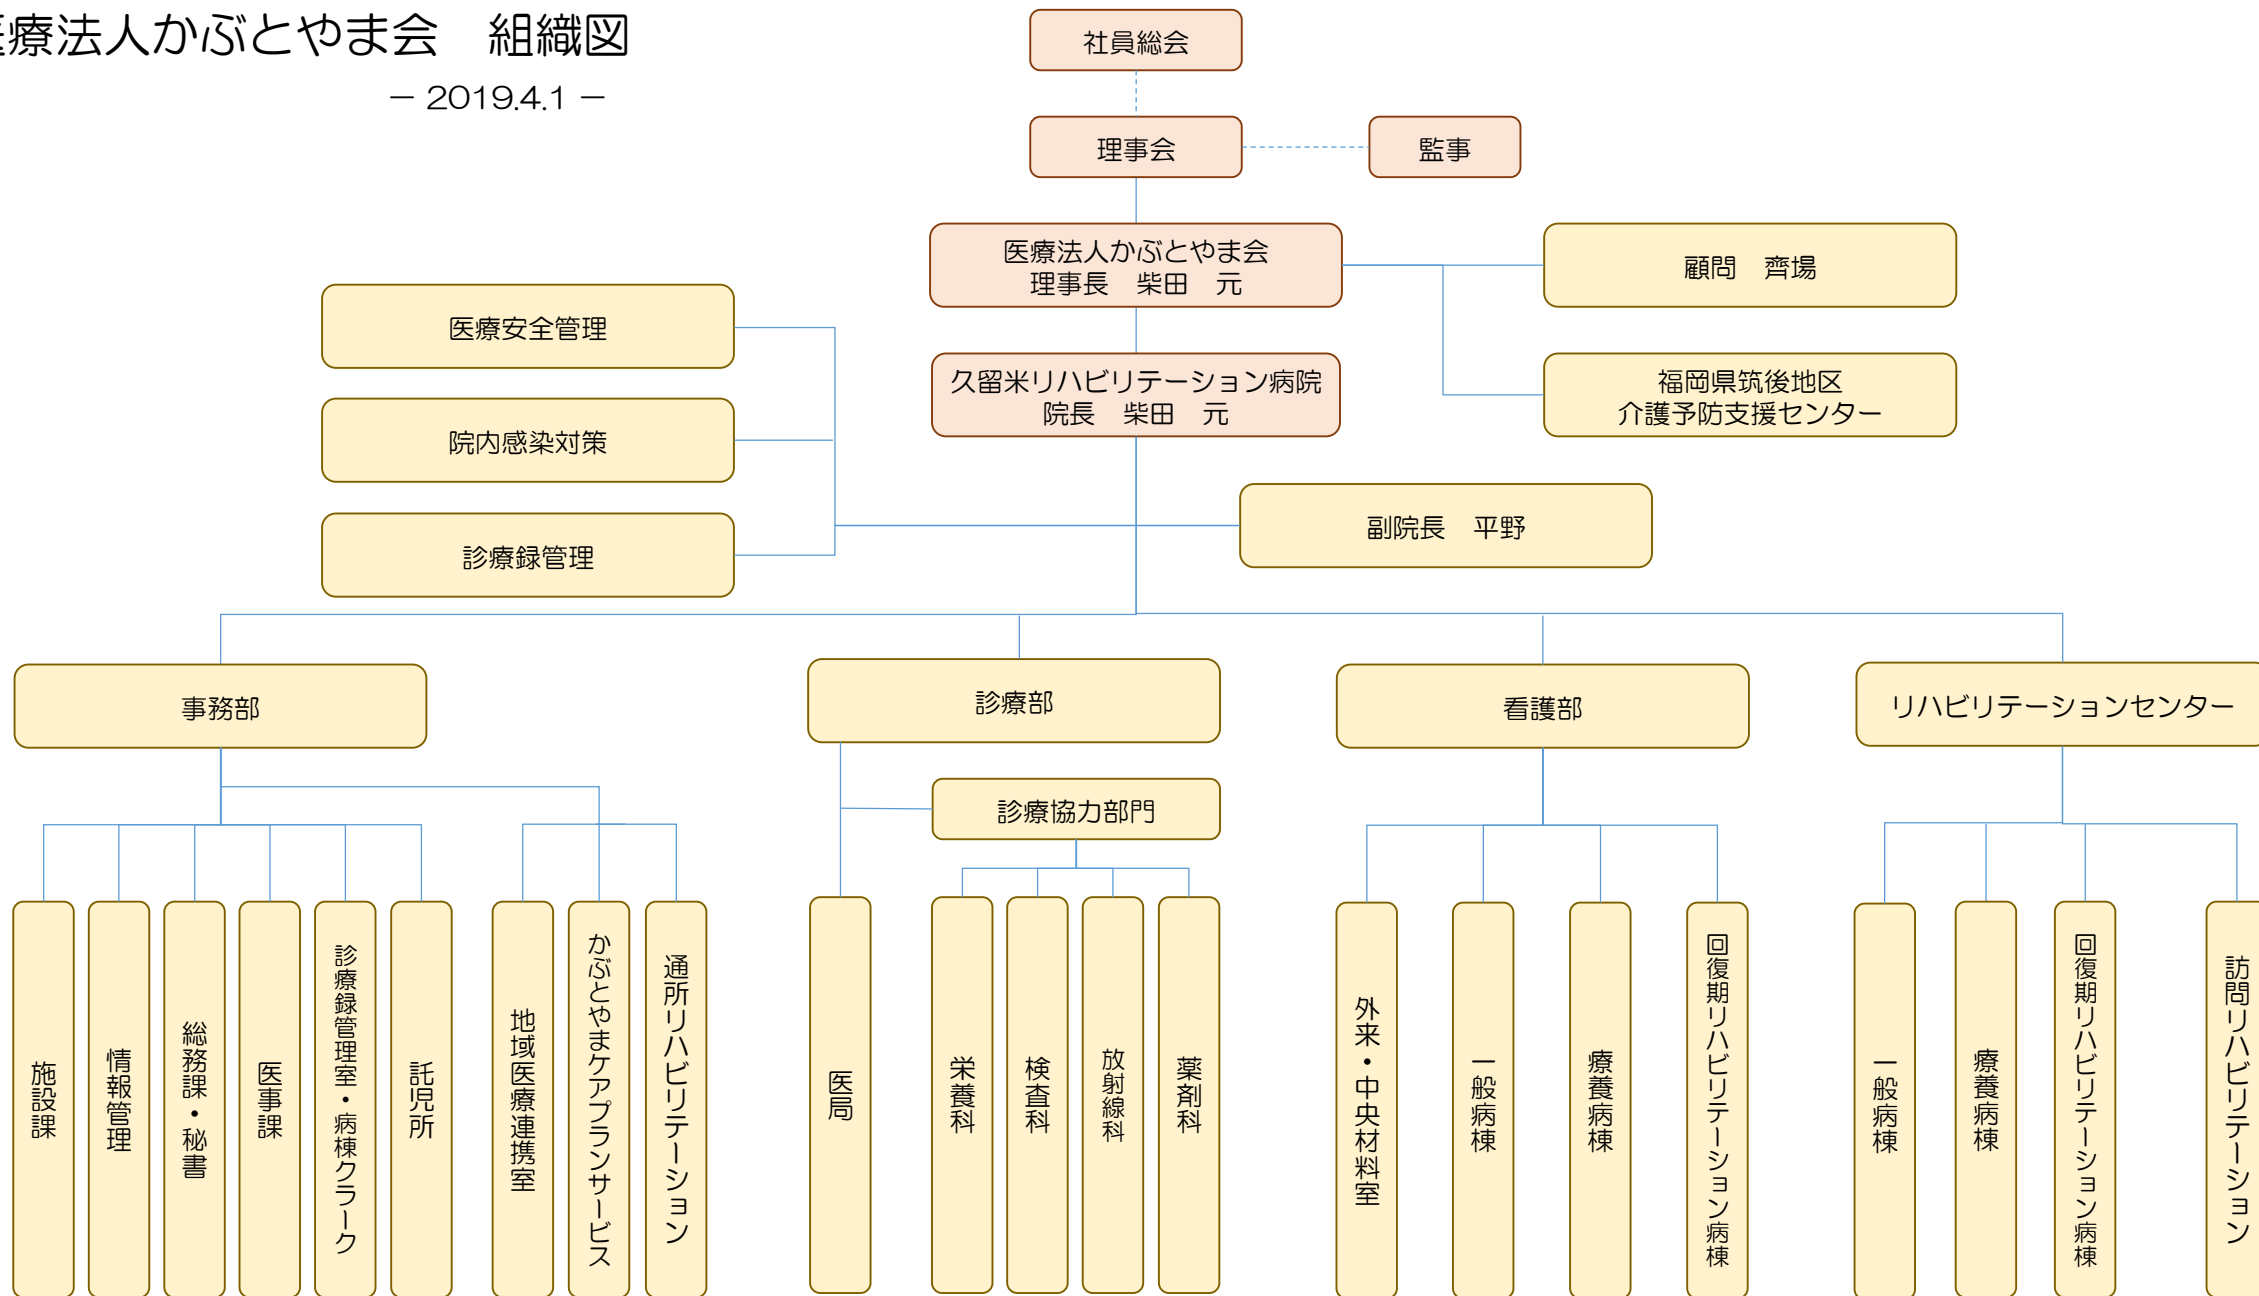 医療法人かぶとやま会　組織図
－ 2019.4.1 －
社員総会
理事会
監事
医療法人かぶとやま会
理事長　柴田　元
顧問　齊場
医療安全管理
久留米リハビリテーション病院
院長　柴田　元
福岡県筑後地区
介護予防支援センター
院内感染対策
副院長　平野
診療録管理
事務部
診療部
看護部
リハビリテーションセンター
診療協力部門
施設課
情報管理
総務課・秘書
医事課
診療録管理室・病棟クラーク
託児所
地域医療連携室
かぶとやまケアプランサービス
通所リハビリテーション
医局
栄養科
検査科
放射線科
薬剤科
外来・中央材料室
一般病棟
療養病棟
回復期リハビリテーション病棟
一般病棟
療養病棟
回復期リハビリテーション病棟
訪問リハビリテーション